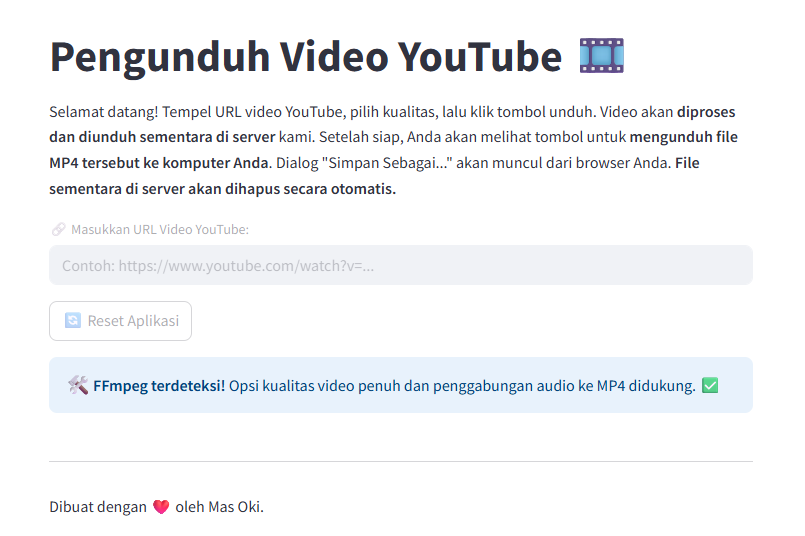 Pengunduh Video YouTube 🎞️
Selamat datang! Tempel URL video YouTube, pilih kualitas, lalu klik tombol unduh. Video akan diproses
dan diunduh sementara di server kami. Setelah siap, Anda akan melihat tombol untuk mengunduh file
MP4 tersebut ke komputer Anda. Dialog "Simpan Sebagai..." akan muncul dari browser Anda. File
sementara di server akan dihapus secara otomatis.
🔗 Masukkan URL Video YouTube:
Contoh: https://www.youtube.com/watch?v=...
🔄 Reset Aplikasi
🛠️ FFmpeg terdeteksi! Opsi kualitas video penuh dan penggabungan audio ke MP4 didukung. ✅
Dibuat dengan ❤️ oleh Mas Oki.